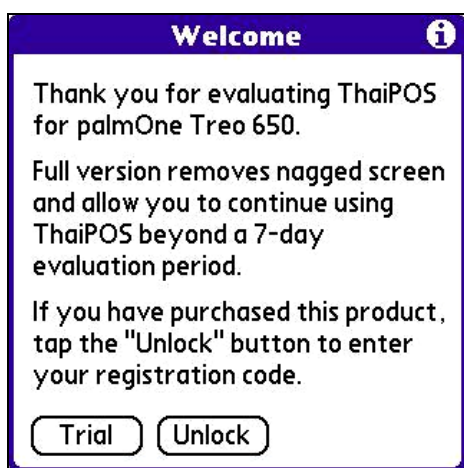 Welcome
Thank you for evaluating ThaiPOS
for palmOne Treo 650.
Full version removes nagged screen
and allow you to continue using
ThaiPOS beyond a 7-day
evaluation period.
If you have purchased this product,
tap the "Unlock" button to enter
your registration code.
Trial Unlock